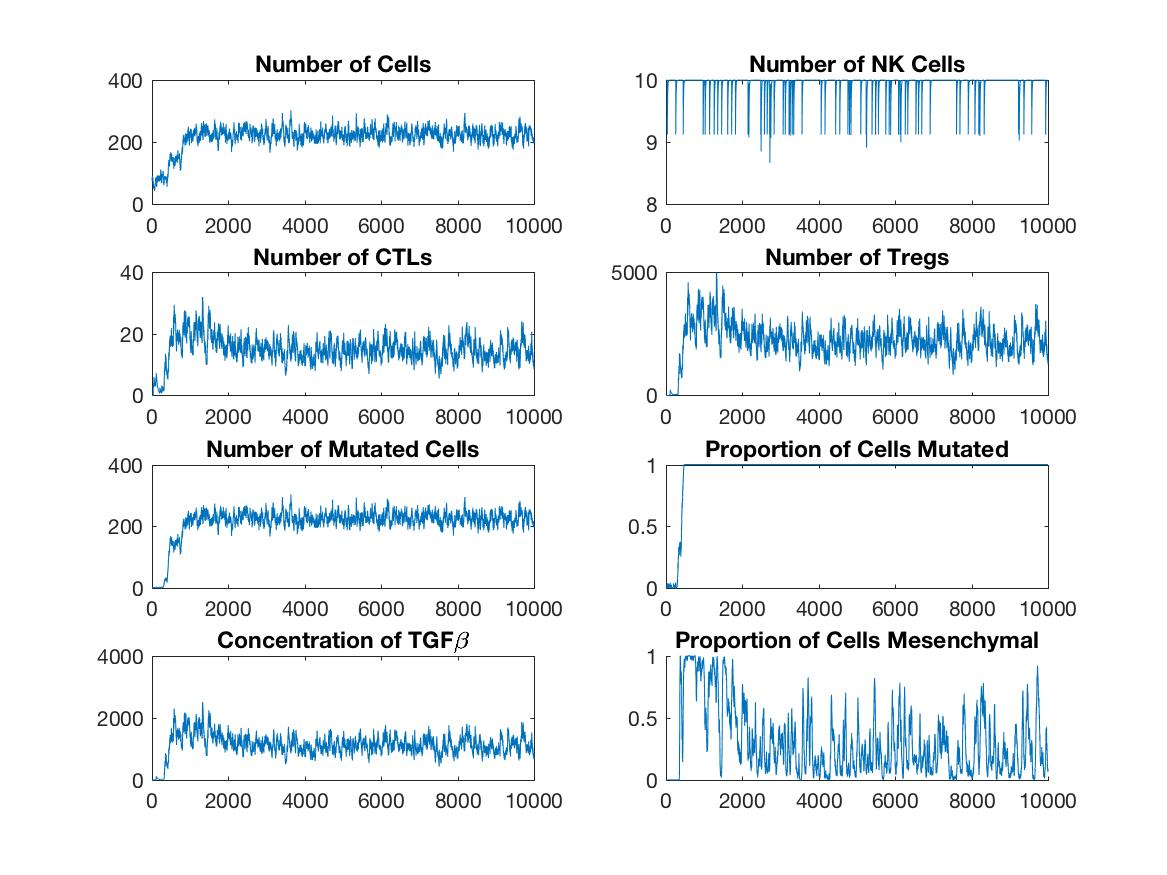 Number of Cells
400
200
0
0 2000 4000 6000 8000 10000
Number of NK Cells
10
9
8
0 2000 4000 6000 8000 10000
Number of CTLs
40
20
0
0 2000 4000 6000 8000 10000
Number of Tregs
5000
0
0 2000 4000 6000 8000 10000
Number of Mutated Cells
400
200
0
0 2000 4000 6000 8000 10000
Proportion of Cells Mutated
1
0.5
0
0 2000 4000 6000 8000 10000
Concentration of TGFβ
4000
2000
0
0 2000 4000 6000 8000 10000
Proportion of Cells Mesenchymal
1
0.5
0
0 2000 4000 6000 8000 10000